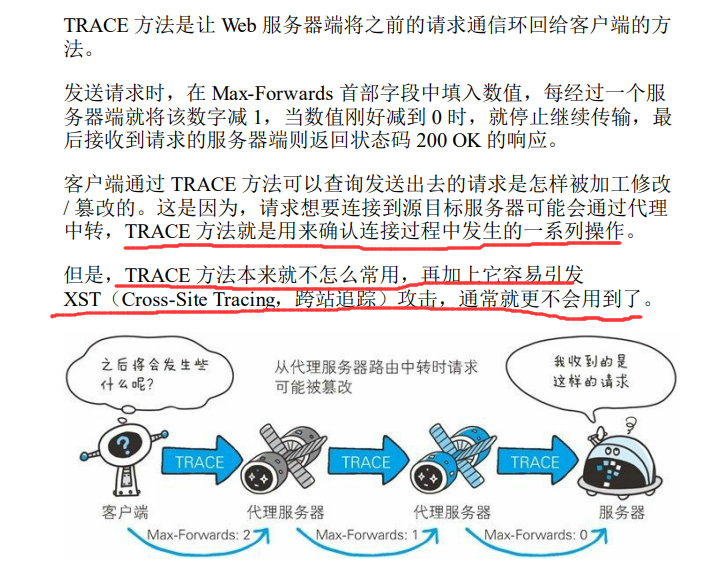 TRACE 方法是让 Web 服务器端将之前的请求通信环回给客户端的方
法。
发送请求时，在 Max-Forwards 首部字段中填入数值，每经过一个服
务器端就将该数字减 1，当数值刚好减到 0 时，就停止继续传输，最
后接收到请求的服务器端则返回状态码 200 OK 的响应。
客户端通过 TRACE 方法可以查询发送出去的请求是怎样被加工修改
/ 篡改的。这是因为，请求想要连接到源目标服务器可能会通过代理
中转，TRACE 方法就是用来确认连接过程中发生的一系列操作。
但是，TRACE 方法本来就不怎么常用，再加上它容易引发
XST（Cross-Site Tracing，跨站追踪）攻击，通常就更不会用到了。
之后将会发生些
什么呢?
从代理服务器路由中转时请求
可能被篡改
我收到的是
这样的请求
?
TRACE
TRACE
TRACE
客户端
代理服务器
代理服务器
服务器
Max-Forwards: 2
Max-Forwards: 1
Max-Forwards: 0